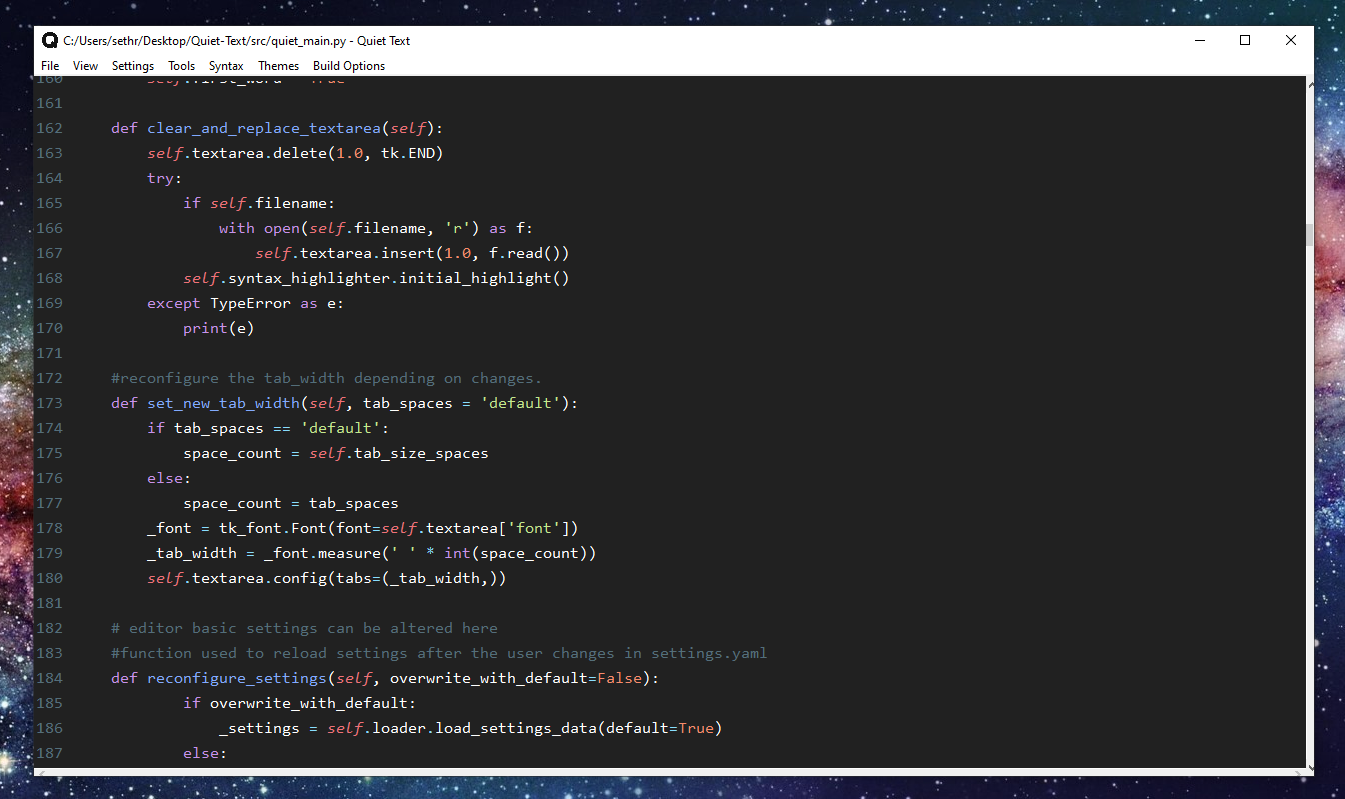 C:/Users/sethr/Desktop/Quiet-Text/src/quiet_main.py - Quiet Text
File View Settings Tools Syntax Themes Build Options
160         self.first_word = True
161
162     def clear_and_replace_textarea(self):
163         self.textarea.delete(1.0, tk.END)
164         try:
165             if self.filename:
166                 with open(self.filename, 'r') as f:
167                     self.textarea.insert(1.0, f.read())
168             self.syntax_highlighter.initial_highlight()
169         except TypeError as e:
170             print(e)
171
172     #reconfigure the tab_width depending on changes.
173     def set_new_tab_width(self, tab_spaces = 'default'):
174         if tab_spaces == 'default':
175             space_count = self.tab_size_spaces
176         else:
177             space_count = tab_spaces
178         _font = tk_font.Font(font=self.textarea['font'])
179         _tab_width = _font.measure(' ' * int(space_count))
180         self.textarea.config(tabs=(_tab_width,))
181
182     # editor basic settings can be altered here
183     #function used to reload settings after the user changes in settings.yaml
184     def reconfigure_settings(self, overwrite_with_default=False):
185             if overwrite_with_default:
186                 _settings = self.loader.load_settings_data(default=True)
187             else: